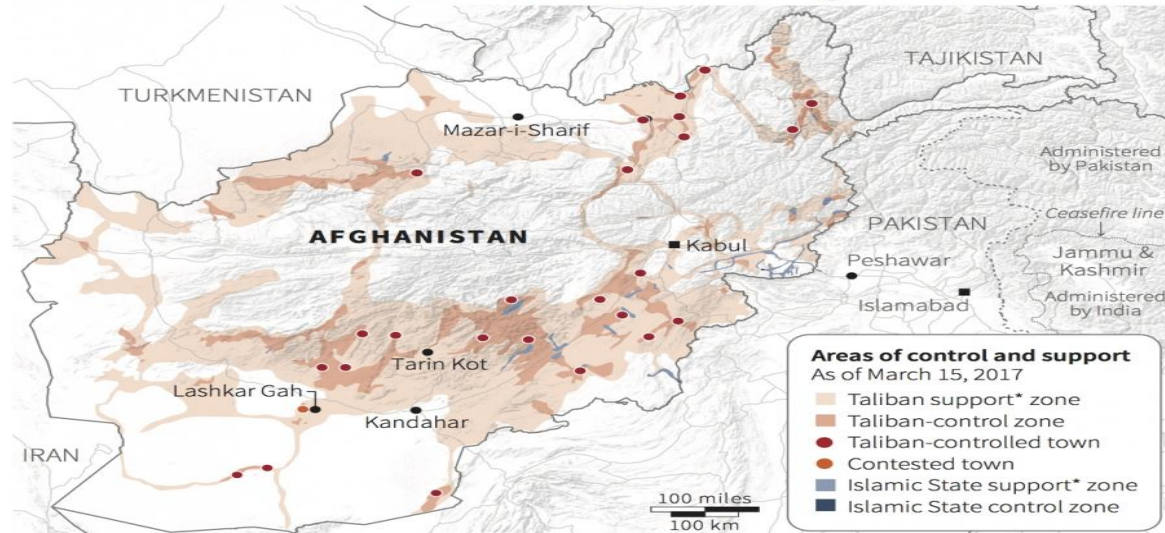 TURKMENISTAN
TAJIKISTAN
Mazar-i-Sharif
Administered
by Pakistan
Ceasefire line
AFGHANISTAN
Kabul
PAKISTAN
Peshawar
Jammu &
Kashmir
Islamabad
Administered
by India
Tarin Kot
Lashkar Gah
Kandahar
IRAN
100 miles
100 km
Areas of control and support
As of March 15, 2017
Taliban support* zone
Taliban-control zone
Taliban-controlled town
Contested town
Islamic State support* zone
Islamic State control zone